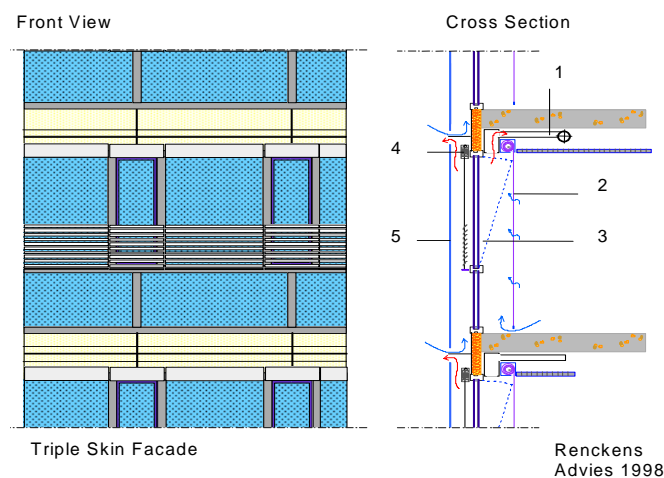 Front View
Cross Section
1
4
2
5
3
Triple Skin Facade
Renckens
Advies 1998